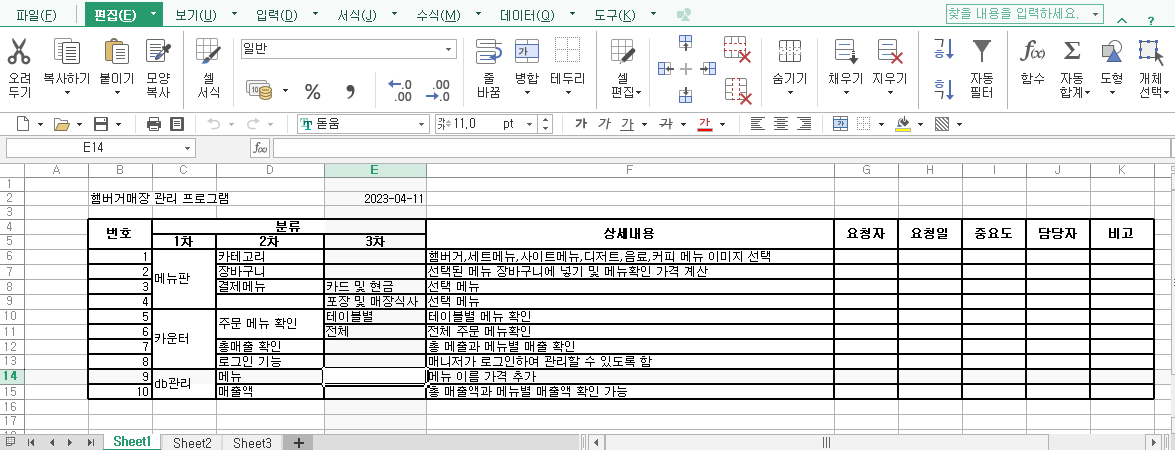 파일(F) 편집(E) 보기(U) 입력(D) 서식(J) 수식(M) 데이터(Q) 도구(K) 찾을 내용을 입력하세요. ?
가 흐 f(x) Σ
오려 두기 복사하기 붙이기 모양 복사 셀 서식 일반 % , ←.0 .00 .00 →.0 줄 바꿈 병합 테두리 셀 편집 숨기기 채우기 지우기 자동 필터 함수 자동 합계 도형 개체 선택
돋움 11.0 pt 가 가 가 가 가
E14 f(x)
A B C D E F G H I J K
1
2 햄버거매장 관리 프로그램 2023-04-11
3
4 번호 분류 상세내용 요청자 요청일 중요도 담당자 비고
5 1차 2차 3차
6 1 메뉴판 카테고리 햄버거,세트메뉴,사이트메뉴,디저트,음료,커피 메뉴 이미지 선택
7 2 장바구니 선택된 메뉴 장바구니에 넣기 및 메뉴확인 가격 계산
8 3 결제메뉴 카드 및 현금 선택 메뉴
9 4 포장 및 매장식사 선택 메뉴
10 5 카운터 주문 메뉴 확인 테이블별 테이블별 메뉴확인
11 6 전체 전체 주문 메뉴확인
12 7 총매출 확인 총 메출과 메뉴별 매출 확인
13 8 로그인 기능 매니저가 로그인하여 관리할 수 있도록 함
14 9 db관리 메뉴 메뉴 이름 가격 추가
15 10 매출액 총 매출액과 메뉴별 매출액 확인 가능
16
17
Sheet1 Sheet2 Sheet3 +